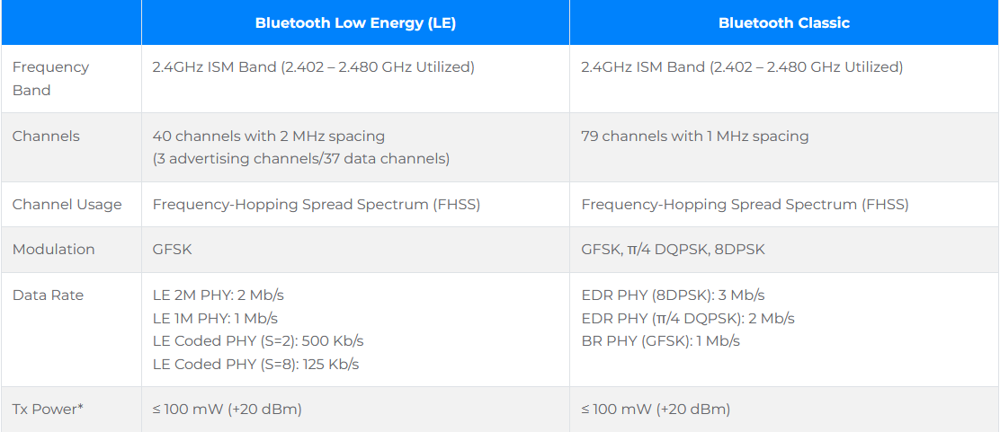 Bluetooth Low Energy (LE) Bluetooth Classic
Frequency Band 2.4GHz ISM Band (2.402 – 2.480 GHz Utilized) 2.4GHz ISM Band (2.402 – 2.480 GHz Utilized)
Channels 40 channels with 2 MHz spacing 79 channels with 1 MHz spacing
(3 advertising channels/37 data channels)
Channel Usage Frequency-Hopping Spread Spectrum (FHSS) Frequency-Hopping Spread Spectrum (FHSS)
Modulation GFSK GFSK, π/4 DQPSK, 8DPSK
Data Rate LE 2M PHY: 2 Mb/s EDR PHY (8DPSK): 3 Mb/s
LE 1M PHY: 1 Mb/s EDR PHY (π/4 DQPSK): 2 Mb/s
LE Coded PHY (S=2): 500 Kb/s BR PHY (GFSK): 1 Mb/s
LE Coded PHY (S=8): 125 Kb/s
Tx Power* ≤ 100 mW (+20 dBm) ≤ 100 mW (+20 dBm)